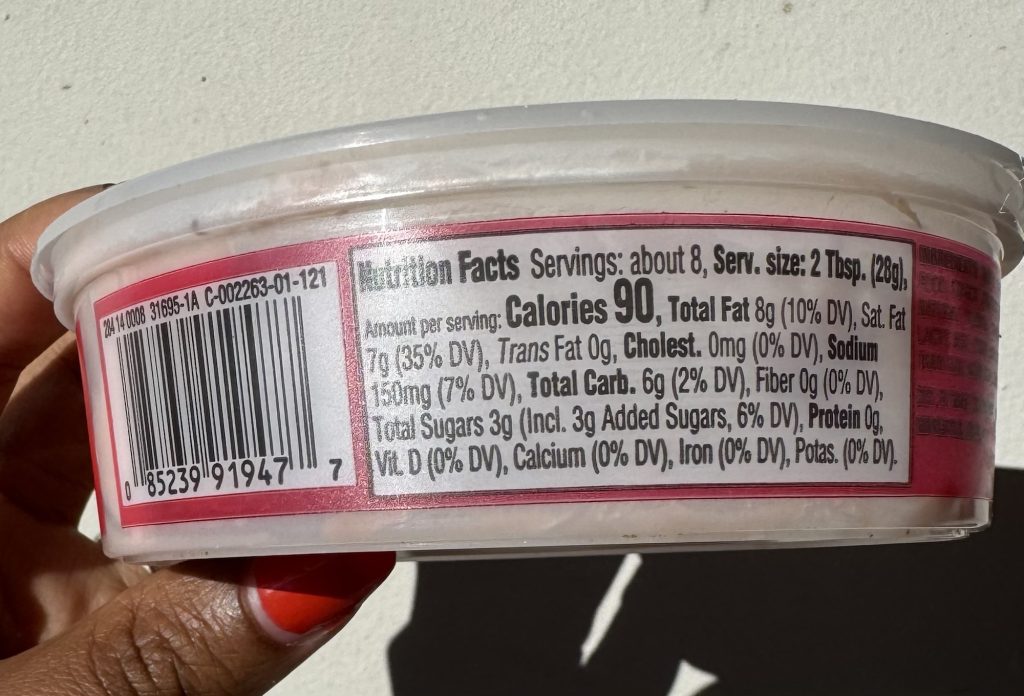 204 14 0008 31695-1A C-002263-01-121
0 85239 91947 7
Nutrition Facts Servings: about 8, Serv. size: 2 Tbsp. (28g),
Amount per serving: Calories 90, Total Fat 8g (10% DV), Sat. Fat
7g (35% DV), Trans Fat 0g, Cholest. 0mg (0% DV), Sodium
150mg (7% DV), Total Carb. 6g (2% DV), Fiber 0g (0% DV),
Total Sugars 3g (Incl. 3g Added Sugars, 6% DV), Protein 0g,
Vit. D (0% DV), Calcium (0% DV), Iron (0% DV), Potas. (0% DV).